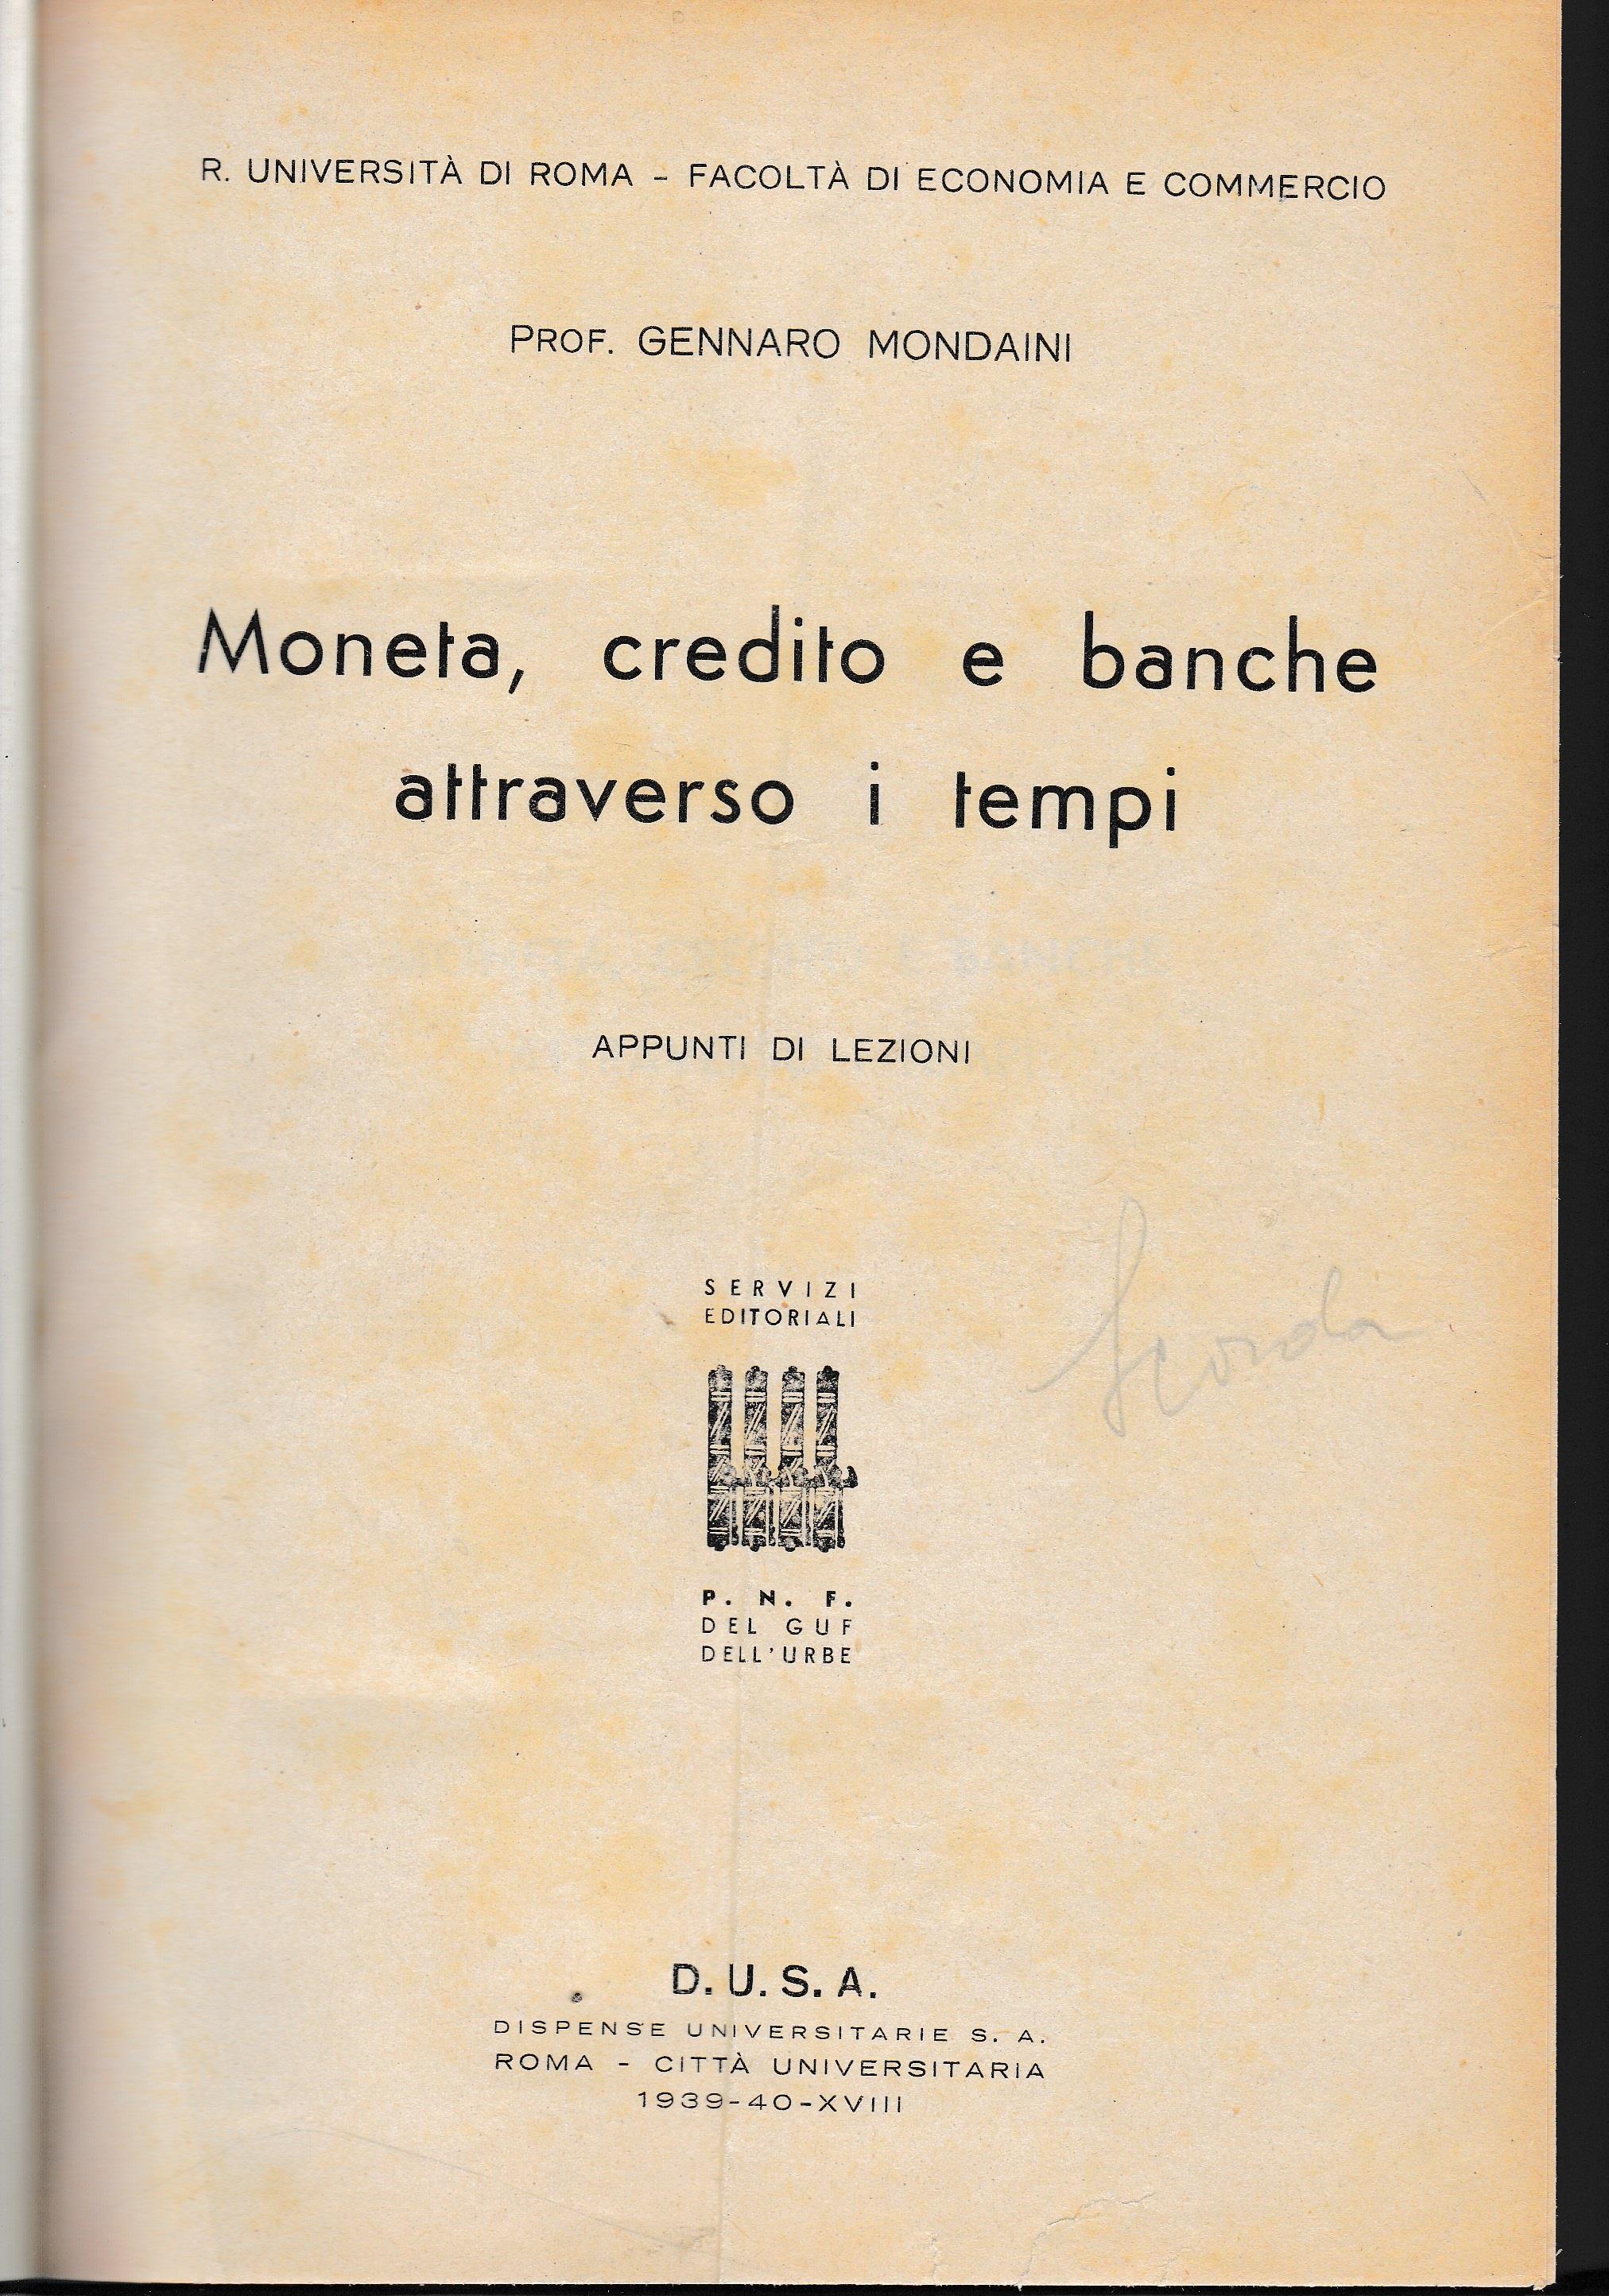 R. UNIVERSITÀ DI ROMA - FACOLTÀ DI ECONOMIA E COMMERCIO
PROF. GENNARO MONDAINI
Moneta, credito e banche
attraverso i tempi
APPUNTI DI LEZIONI
SERVIZI
EDITORIALI
P. N. F.
DEL GUF
DELL'URBE
D. U. S. A.
DISPENSE UNIVERSITARIE S. A.
ROMA - CITTÀ UNIVERSITARIA
1939-40-XVIII